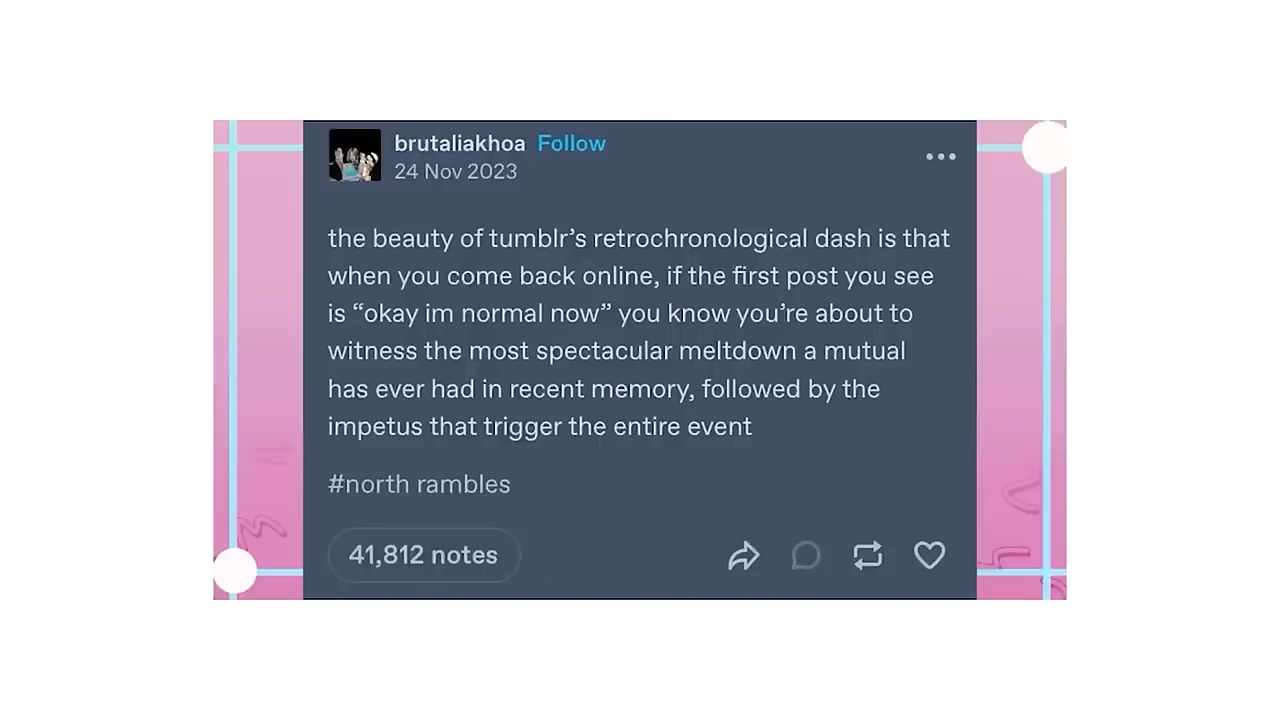 brutaliakhoa Follow
24 Nov 2023
the beauty of tumblr’s retrochronological dash is that
when you come back online, if the first post you see
is “okay im normal now” you know you’re about to
witness the most spectacular meltdown a mutual
has ever had in recent memory, followed by the
impetus that trigger the entire event
#north rambles
41,812 notes